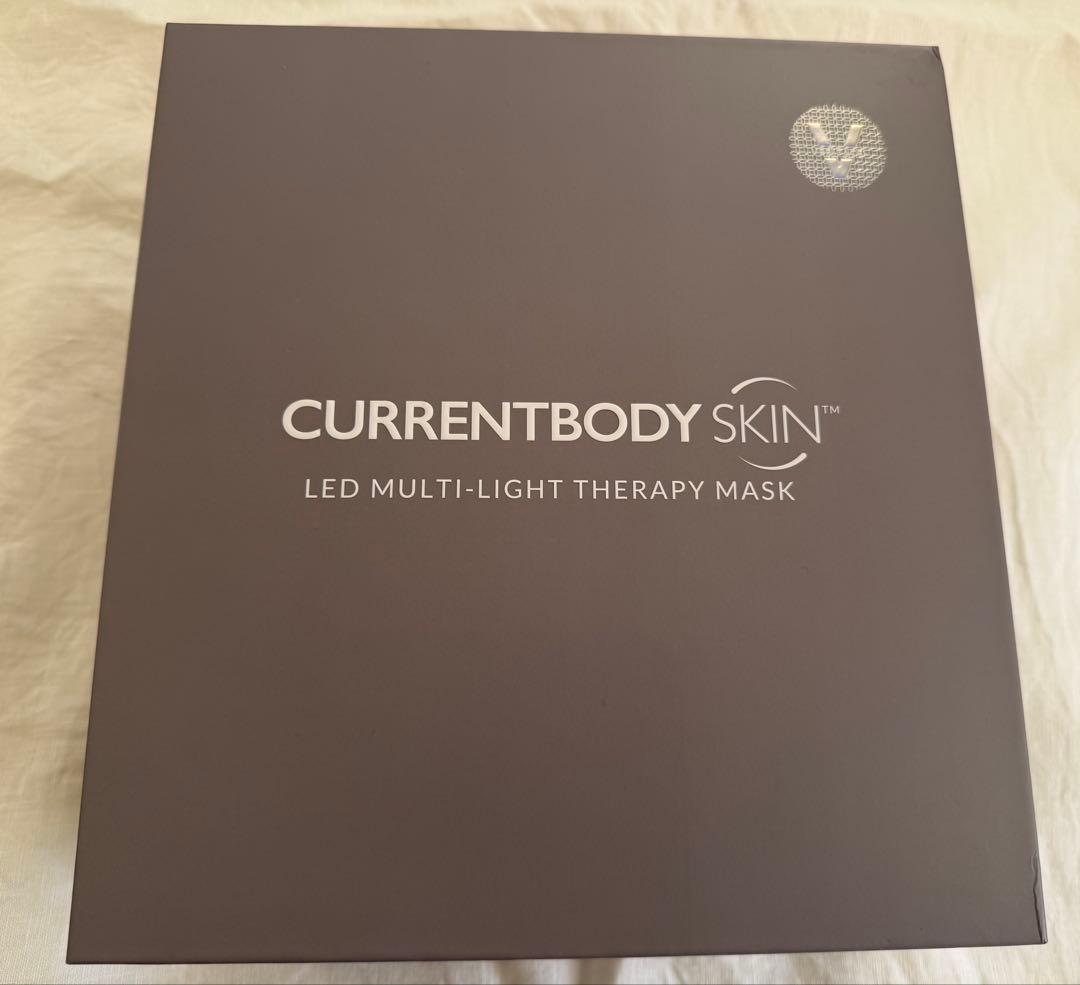 CURRENTBODY SKIN™
LED MULTI-LIGHT THERAPY MASK